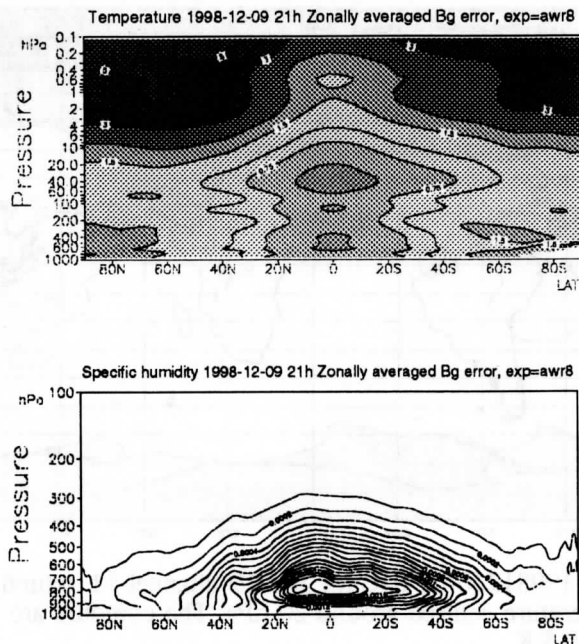 Temperature 1998-12-09 21h Zonally averaged Bg error, exp=awr8
hPa
0.1
0.2
0.4
0.6
1
2
4
6
10
20.0
40.0
100
200
1000
Pressure
80N 60N 40N 20N 0 20S 40S 60S 80S
LAT
Specific humidity 1998-12-09 21h Zonally averaged Bg error, exp=awr8
hPa
100
200
300
400
500
600
700
900
1000
Pressure
80N 60N 40N 20N 0 20S 40S 60S 80S
LAT